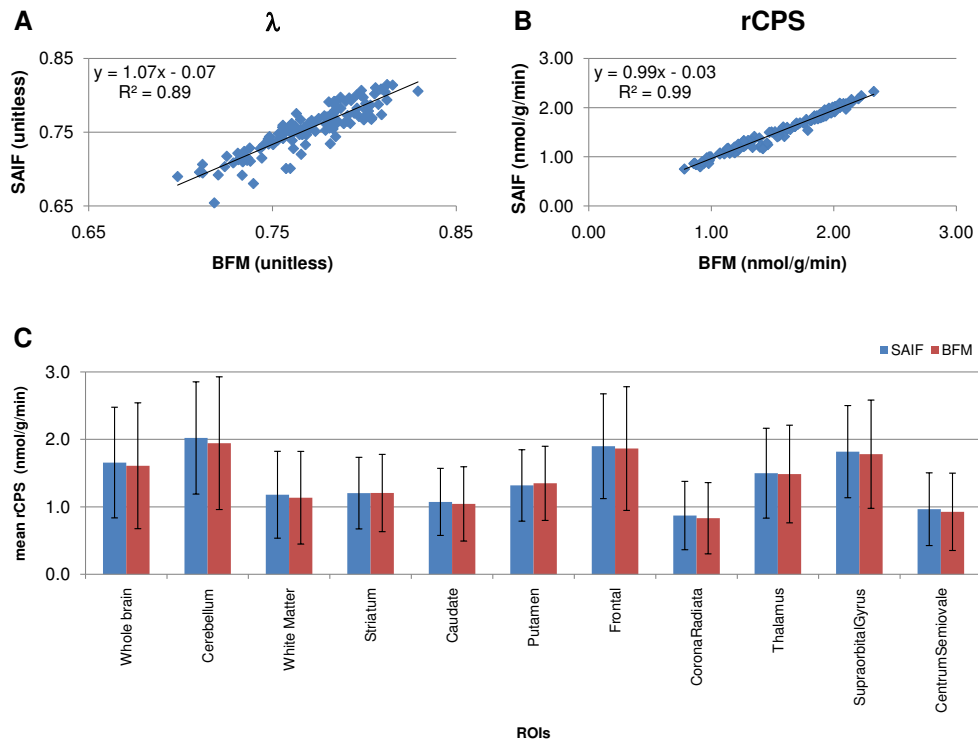 A
λ
0.85
y = 1.07x - 0.07
R² = 0.89
SAIF (unitless)
0.75
0.65
0.65
0.75
0.85
BFM (unitless)
B
rCPS
3.00
y = 0.99x - 0.03
R² = 0.99
SAIF (nmol/g/min)
2.00
1.00
0.00
0.00
1.00
2.00
3.00
BFM (nmol/g/min)
C
SAIF
BFM
mean rCPS (nmol/g/min)
3.0
2.0
1.0
0.0
Whole brain
Cerebellum
White Matter
Striatum
Caudate
Putamen
Frontal
CoronaRadiata
Thalamus
SupraorbitalGyrus
CentrumSemiovale
ROIs